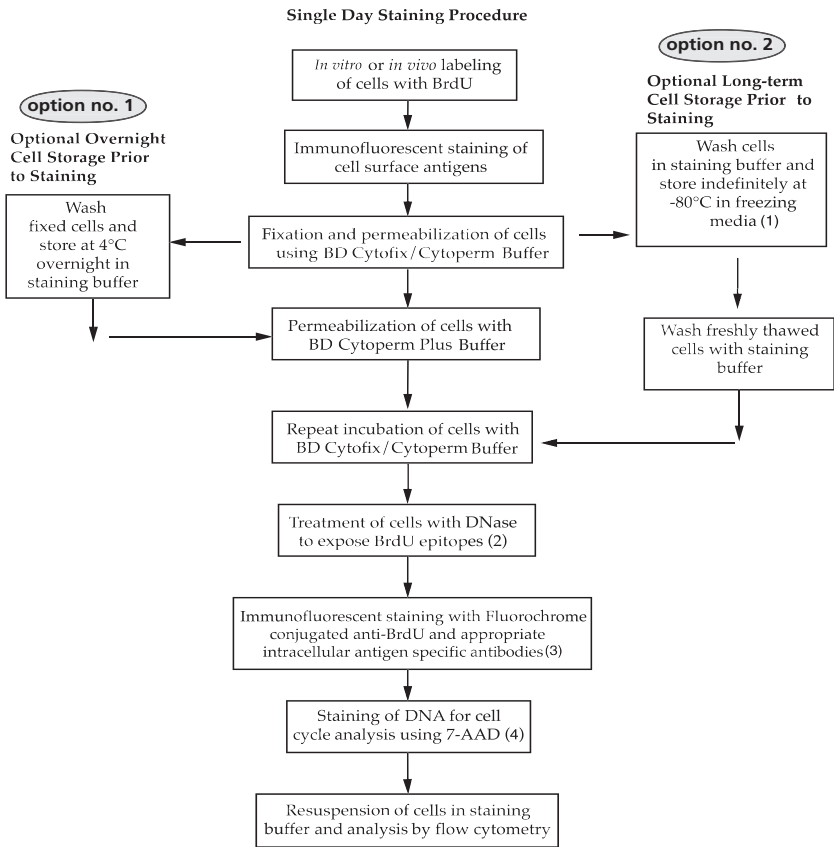 Single Day Staining Procedure
In vitro or in vivo labeling
of cells with BrdU
Immunofluorescent staining of
cell surface antigens
Fixation and permeabilization of cells
using BD Cytofix/Cytoperm Buffer
option no. 1
Optional Overnight
Cell Storage Prior
to Staining
Wash
fixed cells and
store at 4°C
overnight in
staining buffer
option no. 2
Optional Long-term
Cell Storage Prior to
Staining
Wash cells
in staining buffer and
store indefinitely at
-80°C in freezing
media (1)
Wash freshly thawed
cells with staining
buffer
Permeabilization of cells with
BD Cytoperm Plus Buffer
Repeat incubation of cells with
BD Cytofix/Cytoperm Buffer
Treatment of cells with DNase
to expose BrdU epitopes (2)
Immunofluorescent staining with Fluorochrome
conjugated anti-BrdU and appropriate
intracellular antigen specific antibodies(3)
Staining of DNA for cell
cycle analysis using 7-AAD (4)
Resuspension of cells in staining
buffer and analysis by flow cytometry